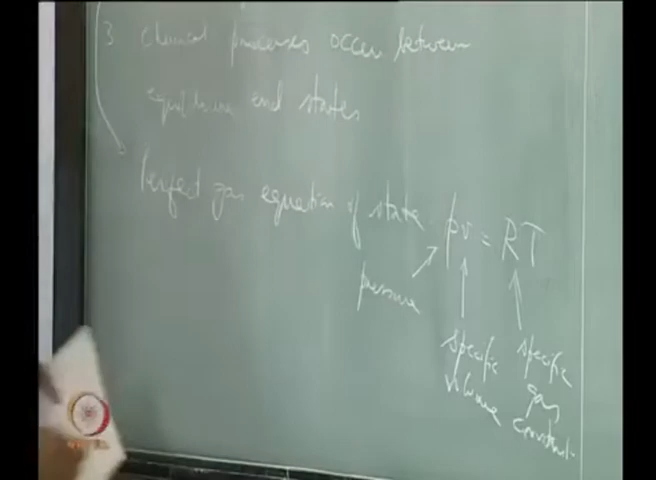 3 Chemical processes occur between
equilibrium end states
Perfect gas equation of state pv = RT
pressure
specific volume
specific gas constant